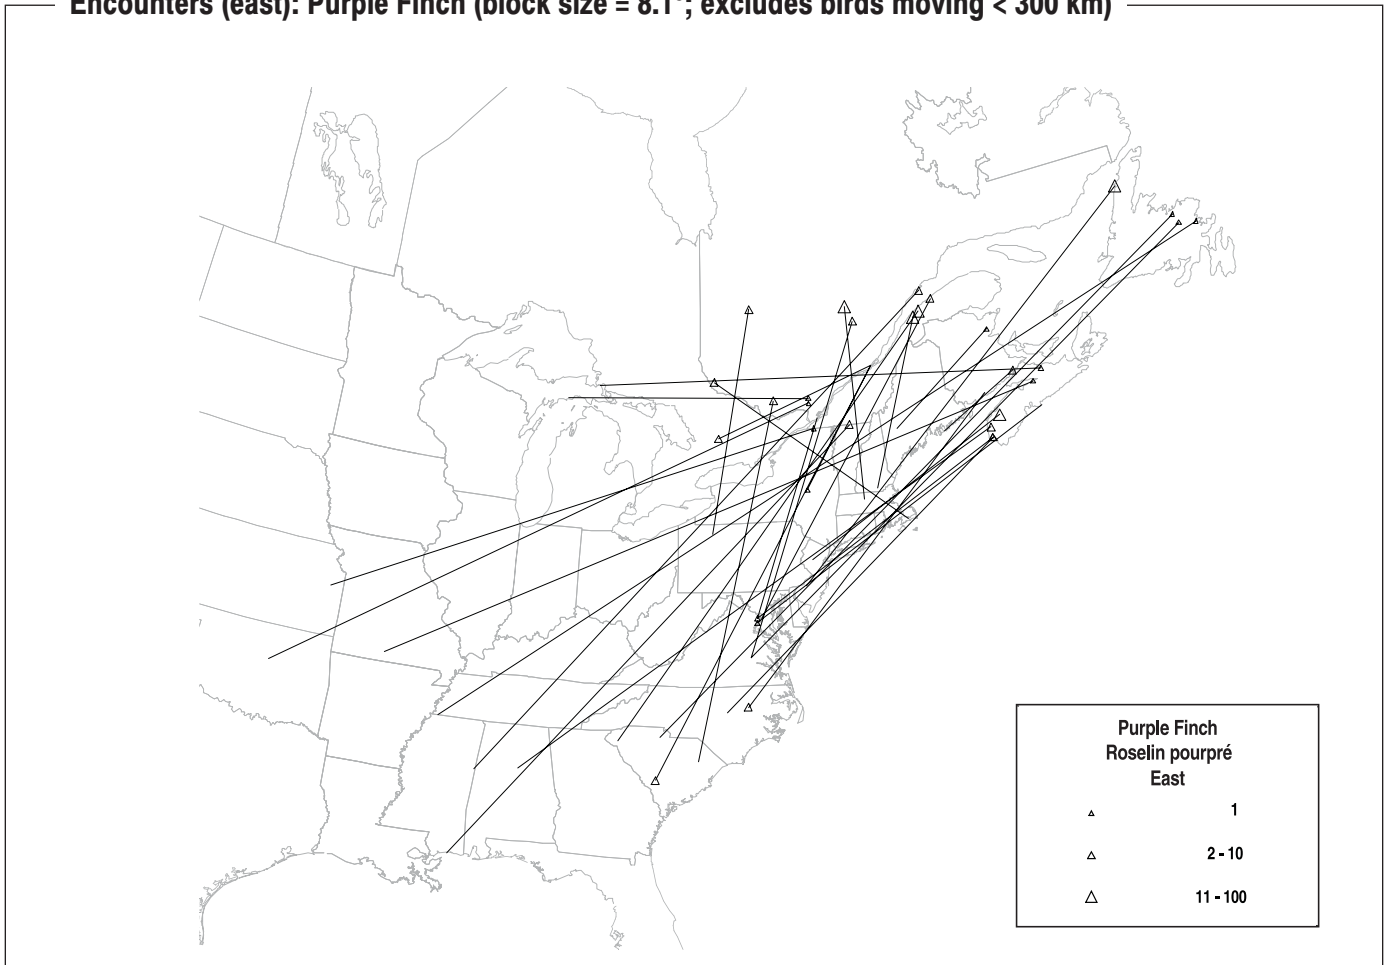 Encounters (east): Purple Finch (block size = 8.1°; excludes birds moving < 300 km)
Purple Finch
Roselin pourpré
East
1
2 - 10
11 - 100